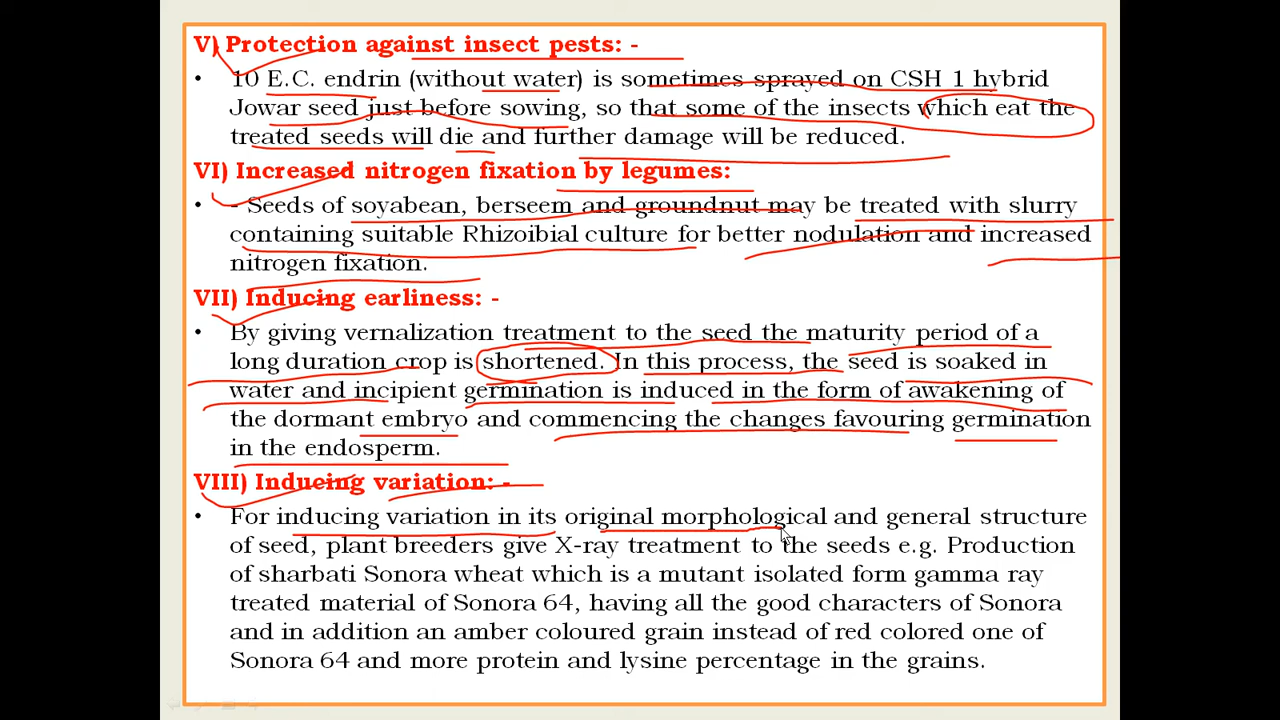 V) Protection against insect pests: -
• 10 E.C. endrin (without water) is sometimes sprayed on CSH 1 hybrid
Jowar seed just before sowing, so that some of the insects which eat the
treated seeds will die and further damage will be reduced.
VI) Increased nitrogen fixation by legumes:
• - Seeds of soyabean, berseem and groundnut may be treated with slurry
containing suitable Rhizoibial culture for better nodulation and increased
nitrogen fixation.
VII) Inducing earliness: -
• By giving vernalization treatment to the seed the maturity period of a
long duration crop is shortened. In this process, the seed is soaked in
water and incipient germination is induced in the form of awakening of
the dormant embryo and commencing the changes favouring germination
in the endosperm.
VIII) Inducing variation: -
• For inducing variation in its original morphological and general structure
of seed, plant breeders give X-ray treatment to the seeds e.g. Production
of sharbati Sonora wheat which is a mutant isolated form gamma ray
treated material of Sonora 64, having all the good characters of Sonora
and in addition an amber coloured grain instead of red colored one of
Sonora 64 and more protein and lysine percentage in the grains.